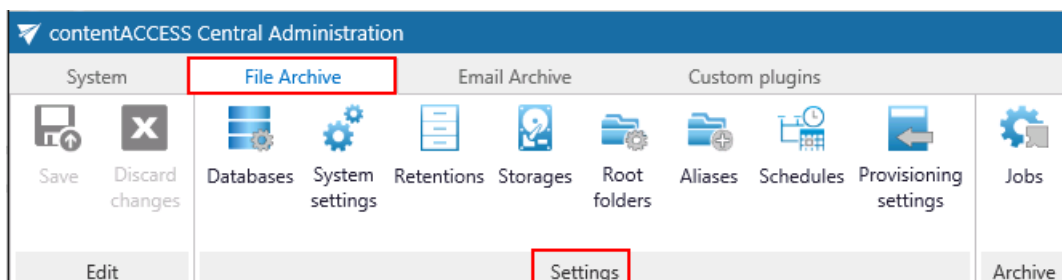 contentACCESS Central Administration
System File Archive Email Archive Custom plugins
Save Discard changes Databases System settings Retentions Storages Root folders Aliases Schedules Provisioning settings Jobs
Edit Settings Archive